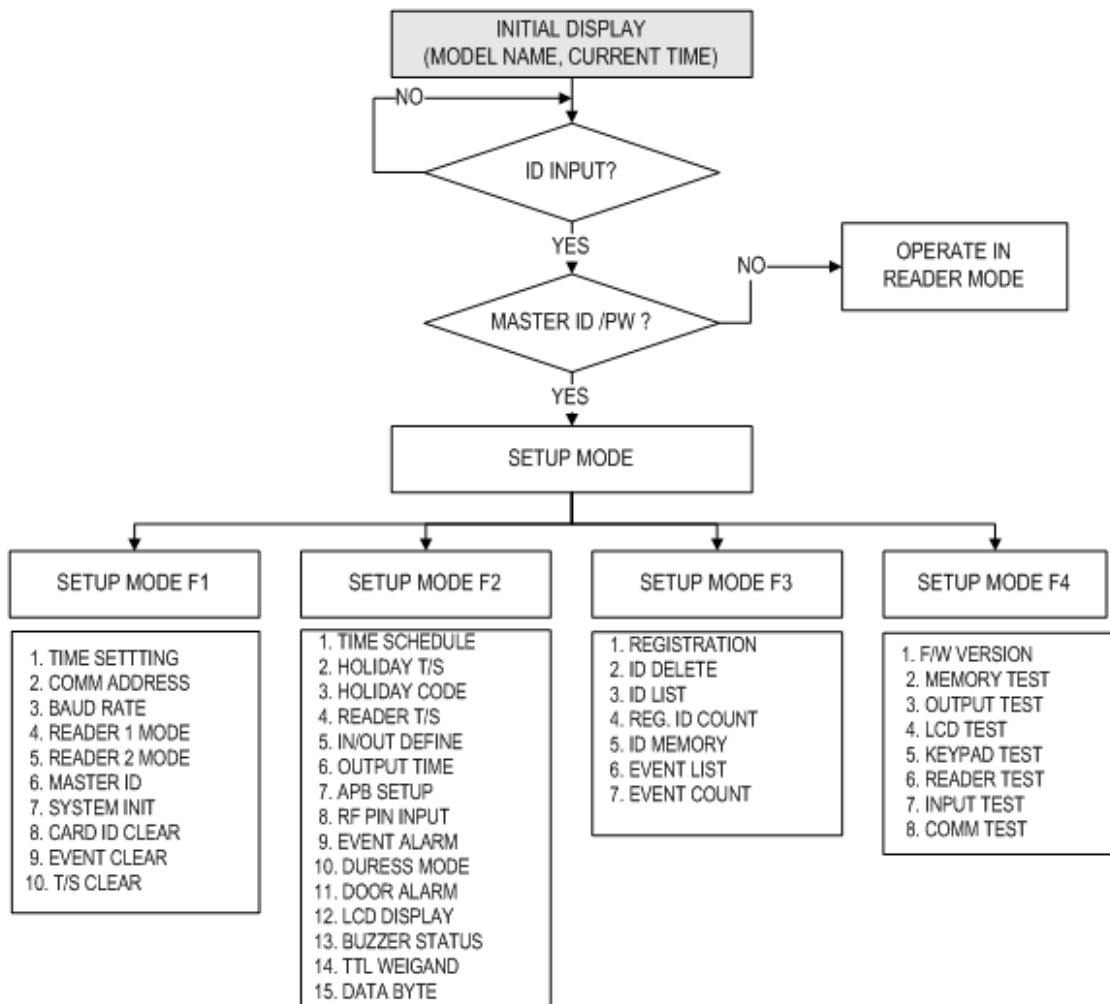 INITIAL DISPLAY
(MODEL NAME, CURRENT TIME)
NO
ID INPUT?
YES
NO
OPERATE IN
READER MODE
MASTER ID /PW ?
YES
SETUP MODE
SETUP MODE F1
SETUP MODE F2
SETUP MODE F3
SETUP MODE F4
1. TIME SETTTING
2. COMM ADDRESS
3. BAUD RATE
4. READER 1 MODE
5. READER 2 MODE
6. MASTER ID
7. SYSTEM INIT
8. CARD ID CLEAR
9. EVENT CLEAR
10. T/S CLEAR
1. TIME SCHEDULE
2. HOLIDAY T/S
3. HOLIDAY CODE
4. READER T/S
5. IN/OUT DEFINE
6. OUTPUT TIME
7. APB SETUP
8. RF PIN INPUT
9. EVENT ALARM
10. DURESS MODE
11. DOOR ALARM
12. LCD DISPLAY
13. BUZZER STATUS
14. TTL WEIGAND
15. DATA BYTE
1. REGISTRATION
2. ID DELETE
3. ID LIST
4. REG. ID COUNT
5. ID MEMORY
6. EVENT LIST
7. EVENT COUNT
1. F/W VERSION
2. MEMORY TEST
3. OUTPUT TEST
4. LCD TEST
5. KEYPAD TEST
6. READER TEST
7. INPUT TEST
8. COMM TEST